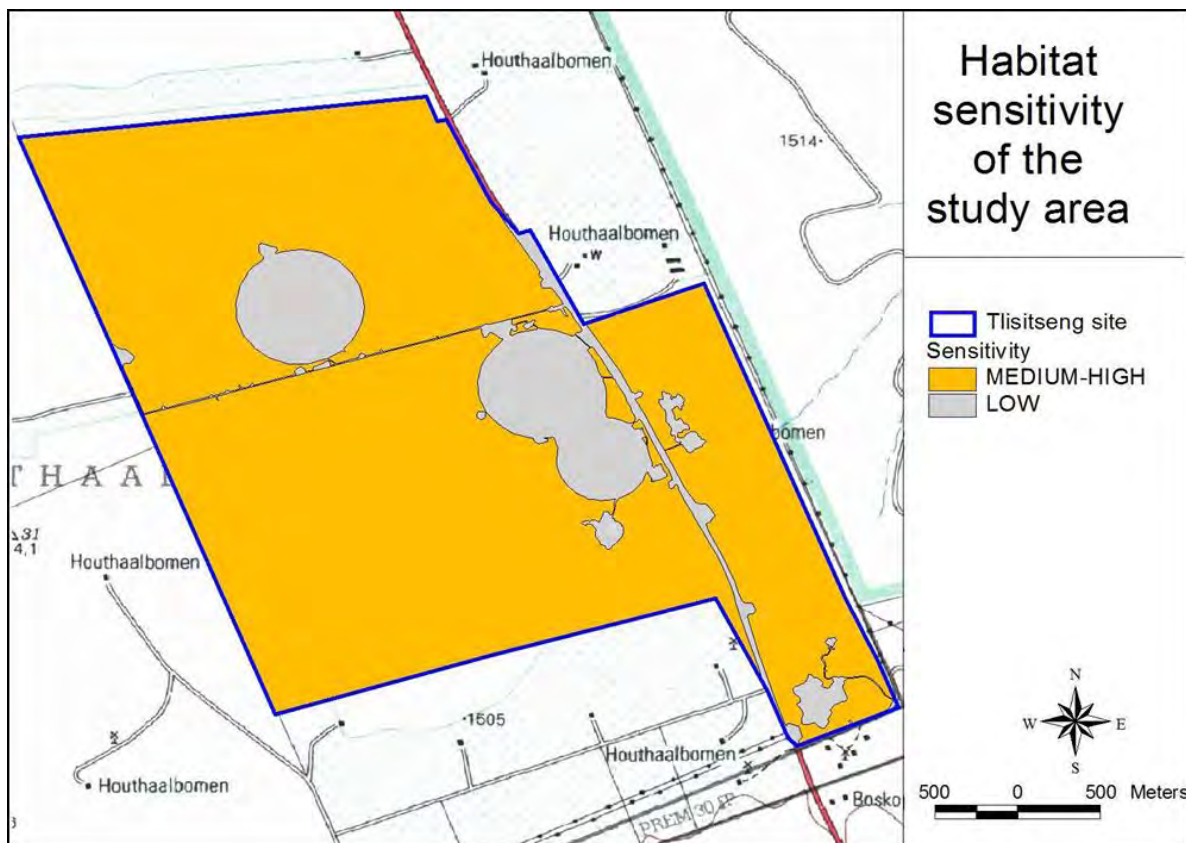 Habitat
sensitivity
of the
study area
Tlisitseng site
Sensitivity
MEDIUM-HIGH
LOW
N
W E
S
500 0 500 Meters
Houthaalbomen
1514
Houthaalbomen
W
bomen
THAAL
31
4,1
Houthaalbomen
1505
Houthaalbomen
Houthaalbomen
PREM 30
Bosko